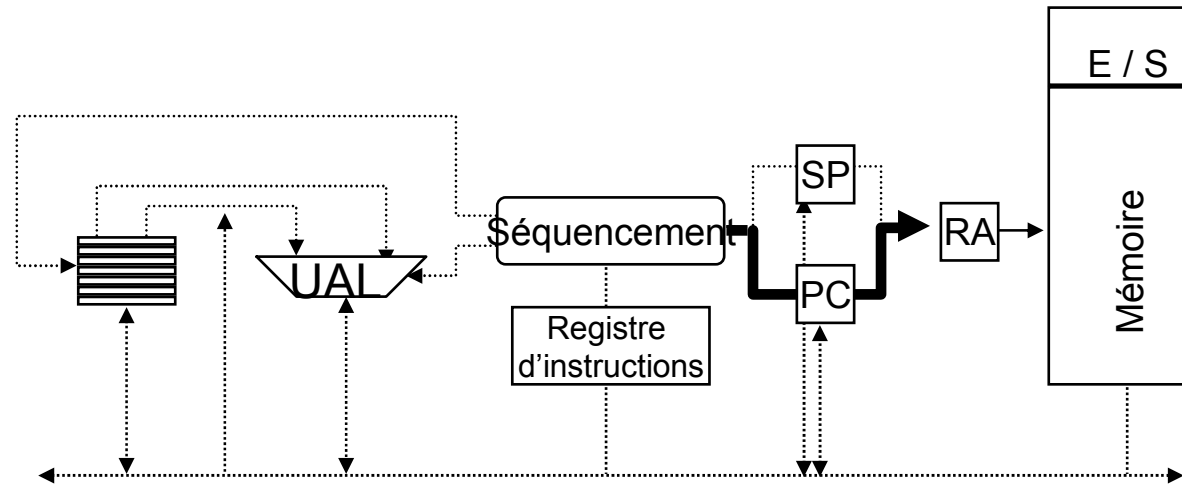 E / S
SP
Séquencement
RA
UAL
PC
Mémoire
Registre
d’instructions